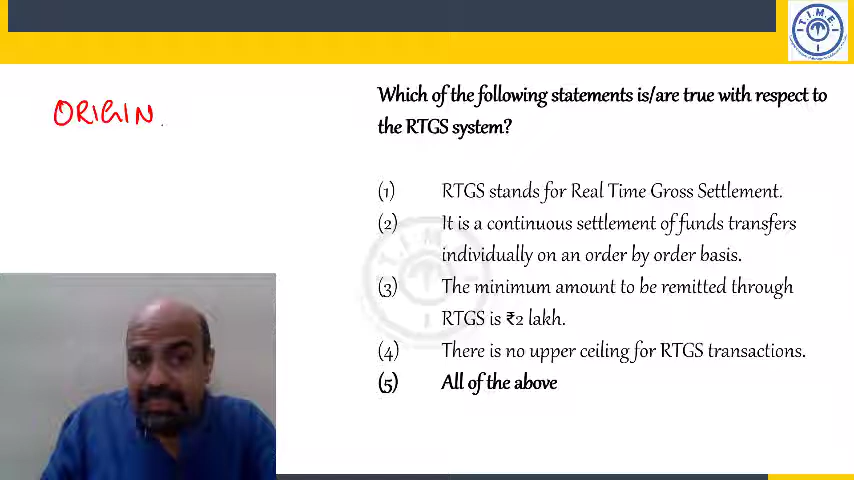 T.I.M.E.
ORIGIN
Which of the following statements is/are true with respect to
the RTGS system?
(1) RTGS stands for Real Time Gross Settlement.
(2) It is a continuous settlement of funds transfers
individually on an order by order basis.
(3) The minimum amount to be remitted through
RTGS is ₹2 lakh.
(4) There is no upper ceiling for RTGS transactions.
(5) All of the above